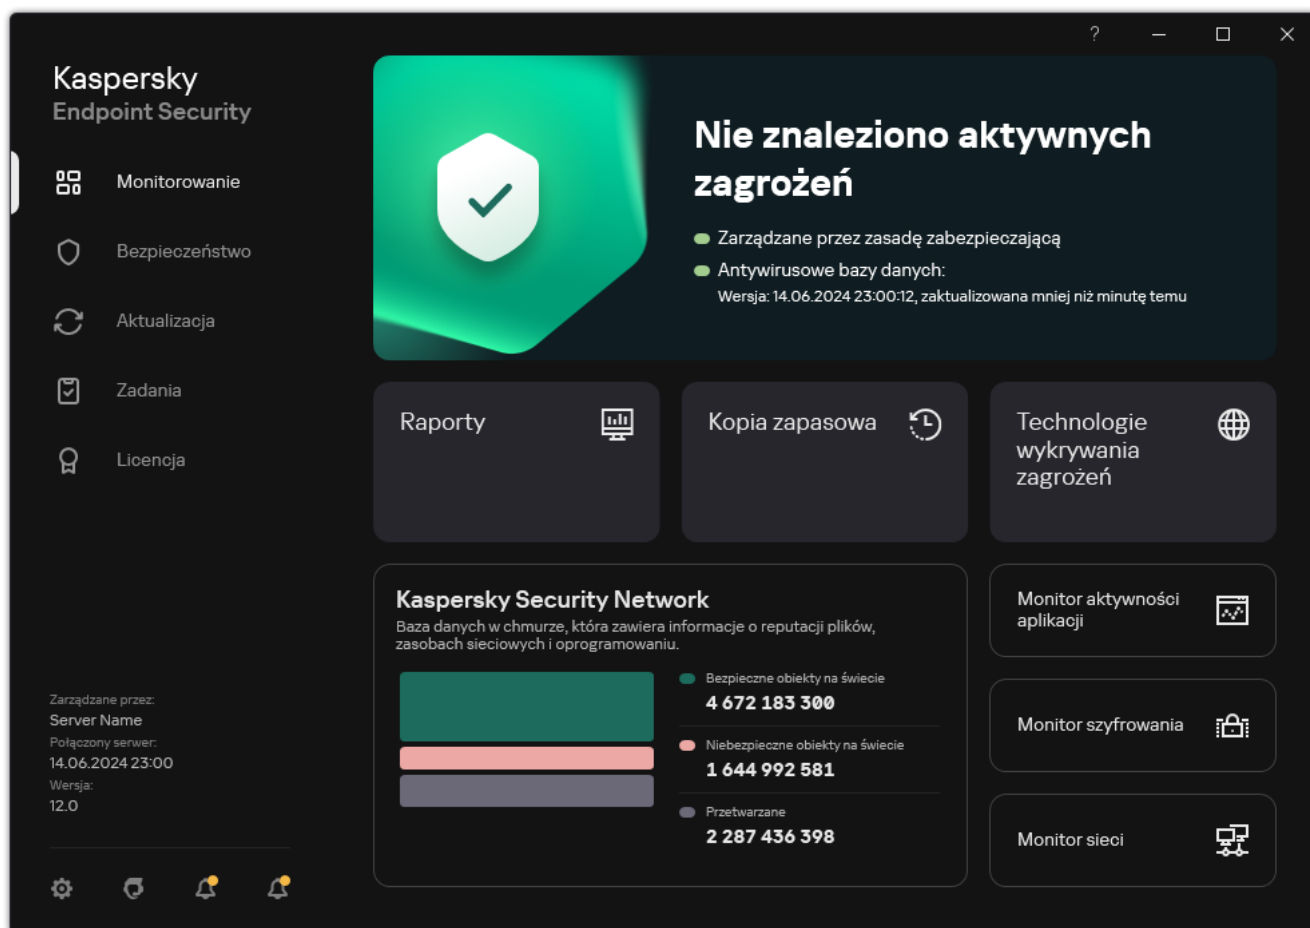 ?
Kaspersky
Endpoint Security
Monitorowanie
Bezpieczeństwo
Aktualizacja
Zadania
Licencja
Zarządzane przez:
Server Name
Połączony serwer:
14.06.2024 23:00
Wersja:
12.0
Nie znaleziono aktywnych
zagrożeń
Zarządzane przez zasadę zabezpieczającą
Antywirusowe bazy danych:
Wersja: 14.06.2024 23:00:12, zaktualizowana mniej niż minutę temu
Raporty
Kopia zapasowa
Technologie
wykrywania
zagrożeń
Kaspersky Security Network
Baza danych w chmurze, która zawiera informacje o reputacji plików,
zasobach sieciowych i oprogramowaniu.
Bezpieczne obiekty na świecie
4 672 183 300
Niebezpieczne obiekty na świecie
1 644 992 581
Przetwarzane
2 287 436 398
Monitor aktywności
aplikacji
Monitor szyfrowania
Monitor sieci